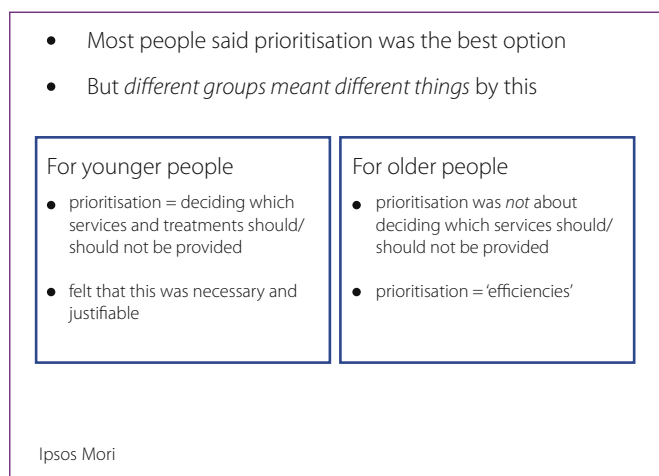 • Most people said prioritisation was the best option
• But different groups meant different things by this
For younger people
• prioritisation = deciding which
services and treatments should/
should not be provided
• felt that this was necessary and
justifiable
For older people
• prioritisation was not about
deciding which services should/
should not be provided
• prioritisation = ‘efficiencies’
Ipsos Mori